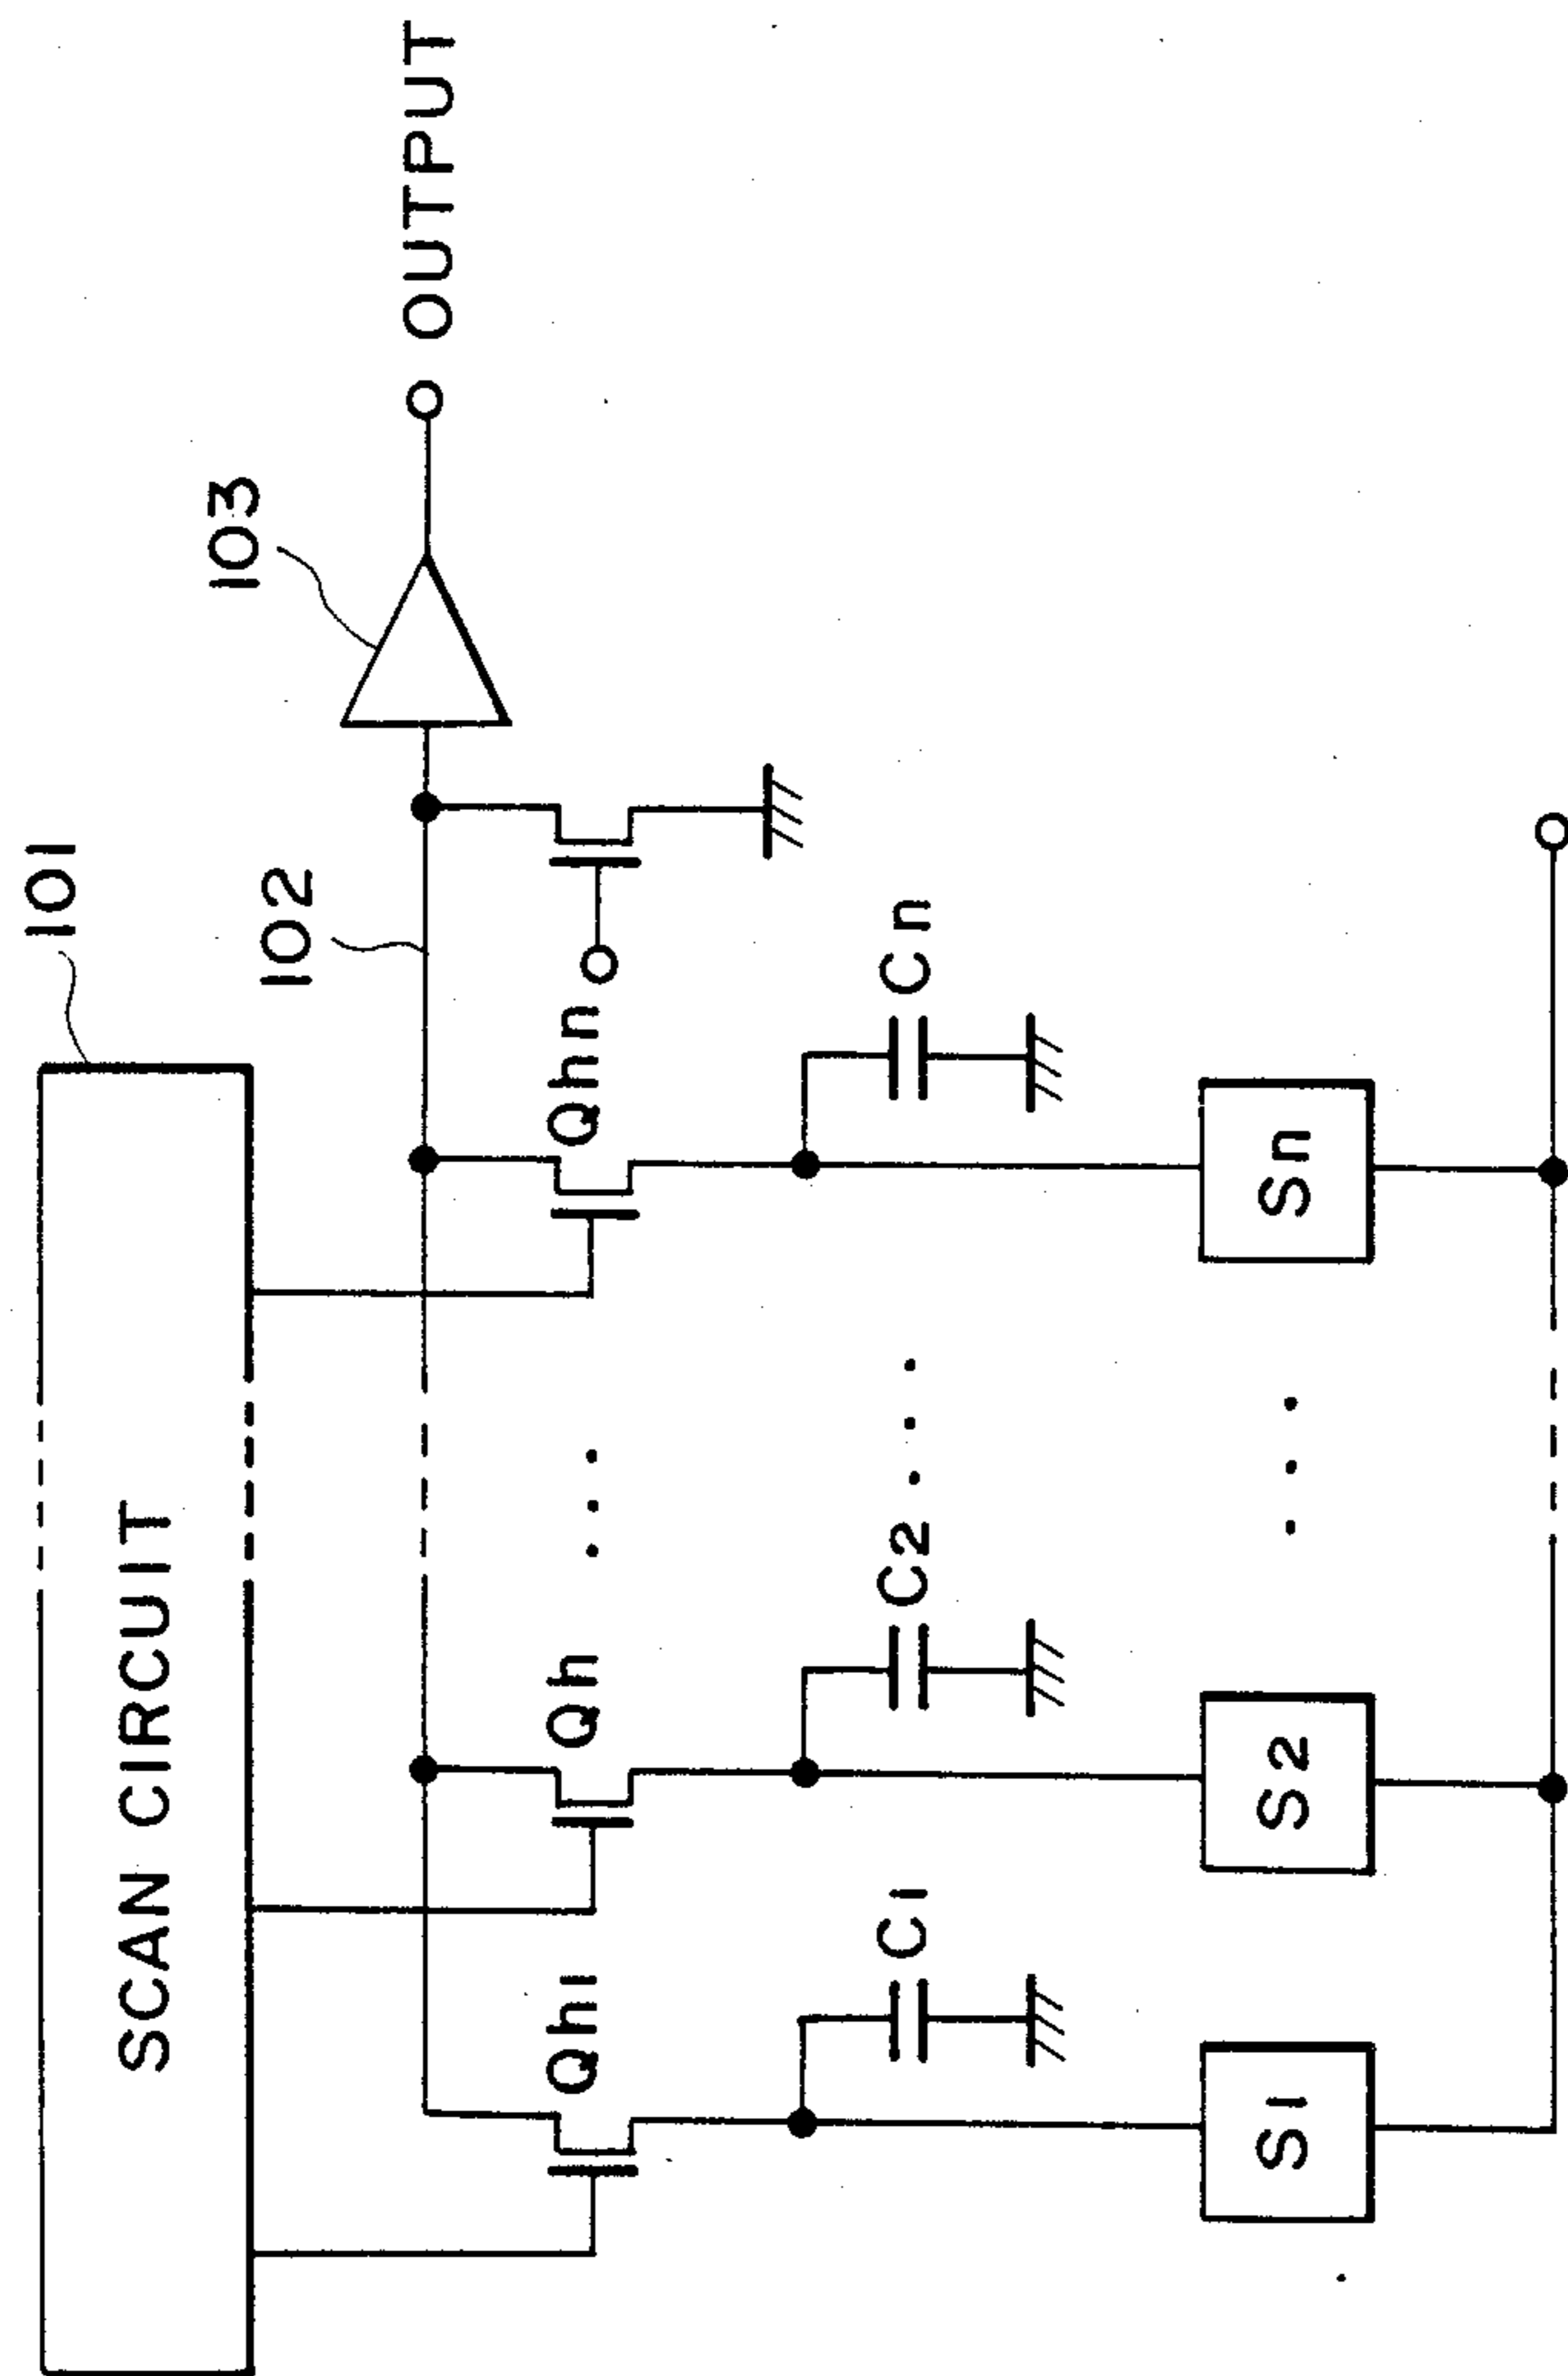 101
SCAN CIRCUIT
102
103
OUTPUT
Qh1
Qh
Qhn
C1
C2
Cn
S1
S2
Sn